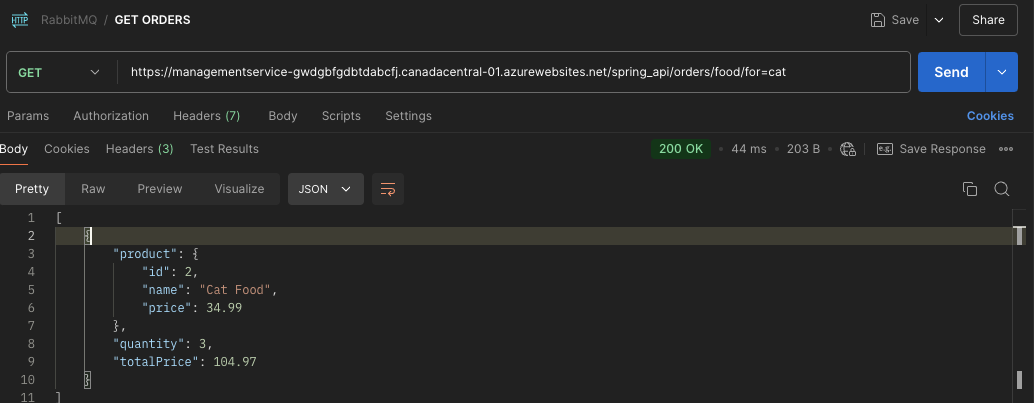 HTTP RabbitMQ / GET ORDERS Save Share
GET https://managementservice-gwdgbfgdbtdabcfj.canadacentral-01.azurewebsites.net/spring_api/orders/food/for=cat Send
Params Authorization Headers (7) Body Scripts Settings Cookies
Body Cookies Headers (3) Test Results 200 OK • 44 ms • 203 B • e.g. Save Response
Pretty Raw Preview Visualize JSON
1 [
2 {
3 "product": {
4 "id": 2,
5 "name": "Cat Food",
6 "price": 34.99
7 },
8 "quantity": 3,
9 "totalPrice": 104.97
10 }
11 ]